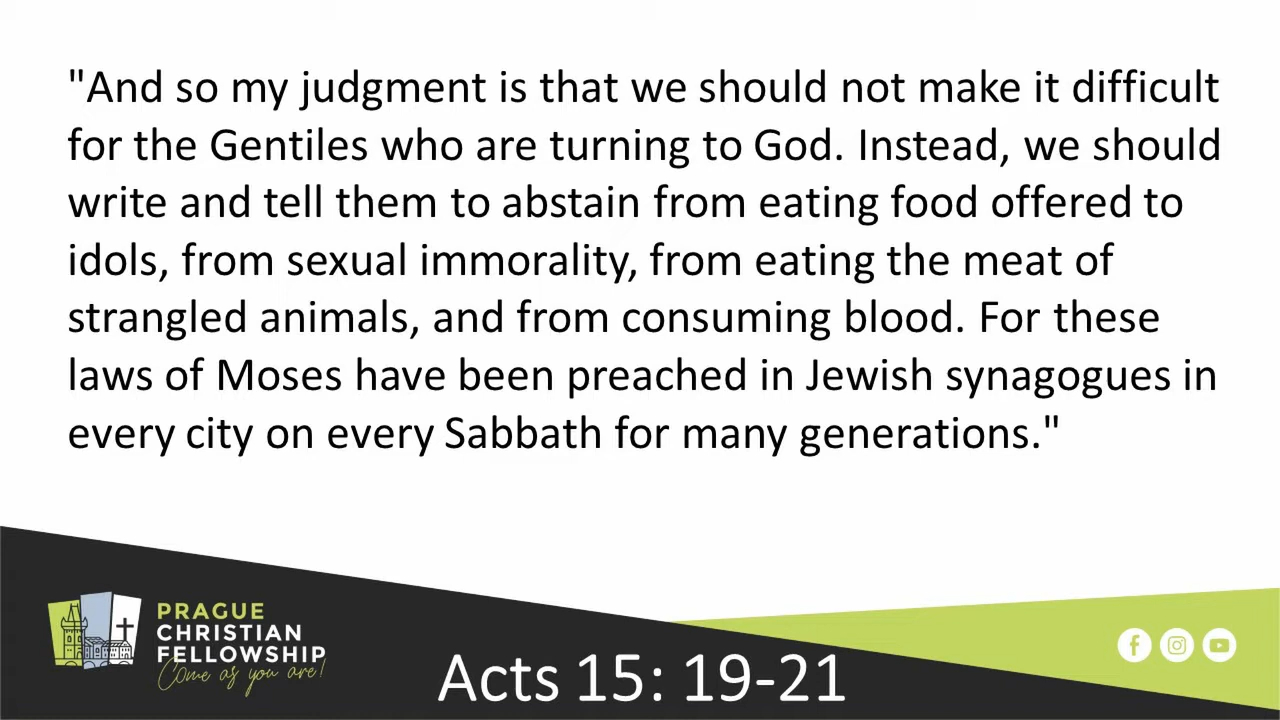 "And so my judgment is that we should not make it difficult
for the Gentiles who are turning to God. Instead, we should
write and tell them to abstain from eating food offered to
idols, from sexual immorality, from eating the meat of
strangled animals, and from consuming blood. For these
laws of Moses have been preached in Jewish synagogues in
every city on every Sabbath for many generations."
PRAGUE
CHRISTIAN
FELLOWSHIP
Come as you are!
Acts 15: 19-21